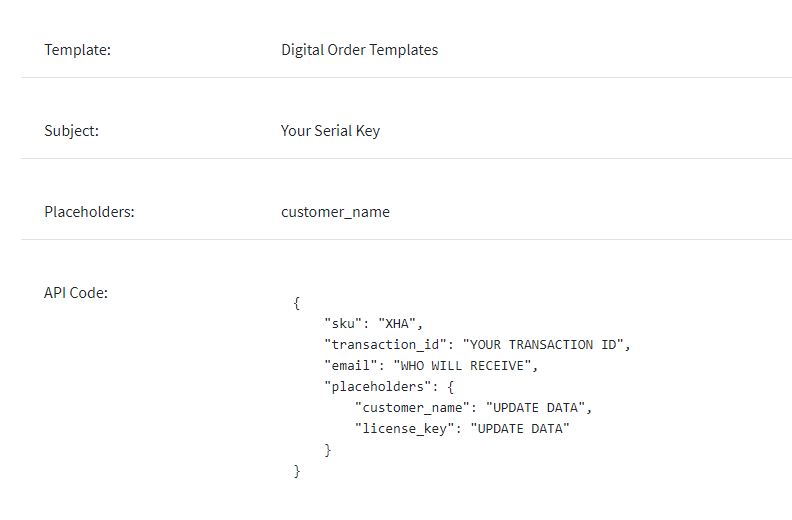 Template: Digital Order Templates
Subject: Your Serial Key
Placeholders: customer_name
API Code:
{
    "sku": "XHA",
    "transaction_id": "YOUR TRANSACTION ID",
    "email": "WHO WILL RECEIVE",
    "placeholders": {
        "customer_name": "UPDATE DATA",
        "license_key": "UPDATE DATA"
    }
}